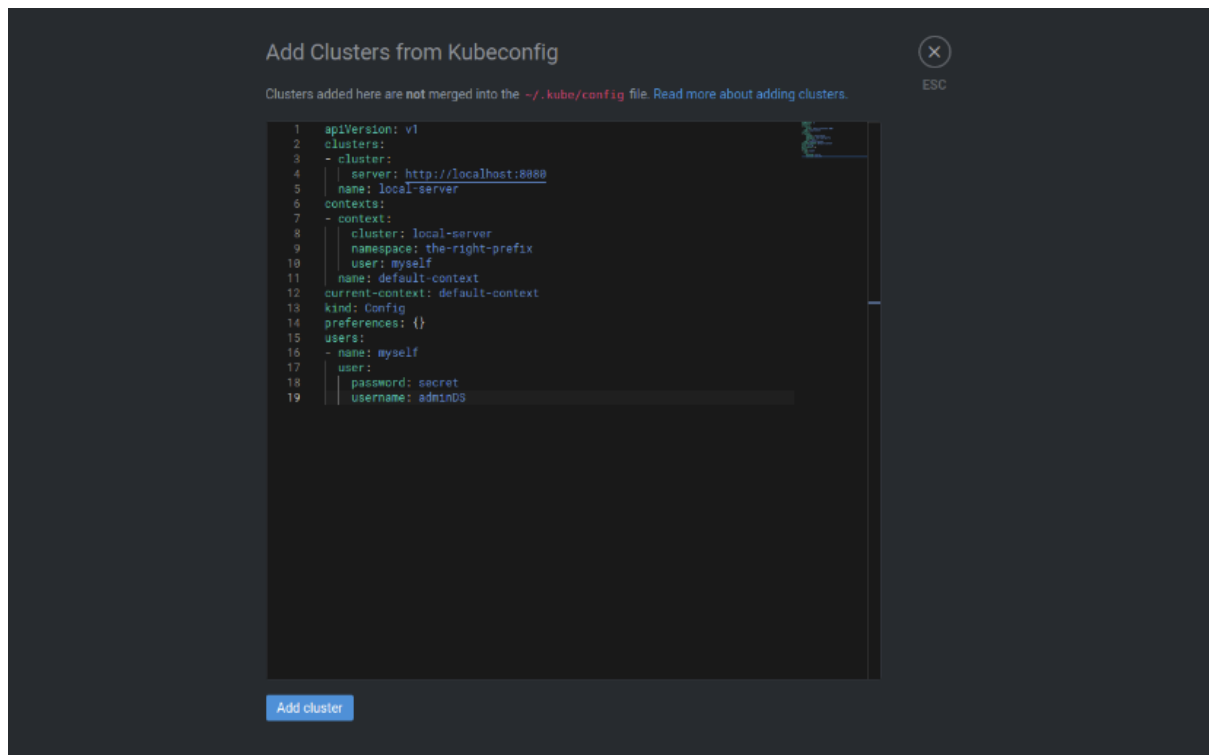 Add Clusters from Kubeconfig
ESC
Clusters added here are not merged into the ~/.kube/config file. Read more about adding clusters.
1 apiVersion: v1
2 clusters:
3 - cluster:
4 server: http://localhost:8080
5 name: local-server
6 contexts:
7 - context:
8 cluster: local-server
9 namespace: the-right-prefix
10 user: myself
11 name: default-context
12 current-context: default-context
13 kind: Config
14 preferences: {}
15 users:
16 - name: myself
17 user:
18 password: secret
19 username: adminDS
Add cluster